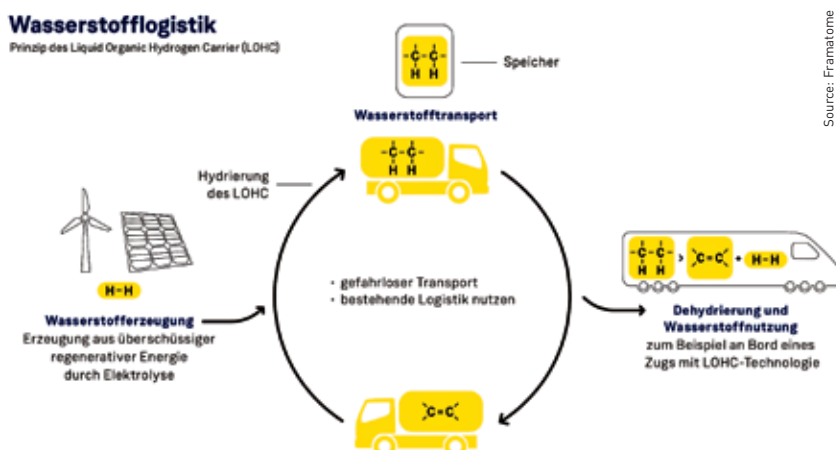 Wasserstofflogistik
Prinzip des Liquid Organic Hydrogen Carrier (LOHC)
Source: Framatome
-C-C-
H H
Speicher
Wasserstofftransport
-C-C-
H H
Hydrierung
des LOHC
H-H
Wasserstofferzeugung
Erzeugung aus überschüssiger
regenerativer Energie
durch Elektrolyse
• gefahrloser Transport
• bestehende Logistik nutzen
-C-C- > C=C + H-H
H H
Dehydrierung und
Wasserstoffnutzung
zum Beispiel an Bord eines
Zugs mit LOHC-Technologie
C=C